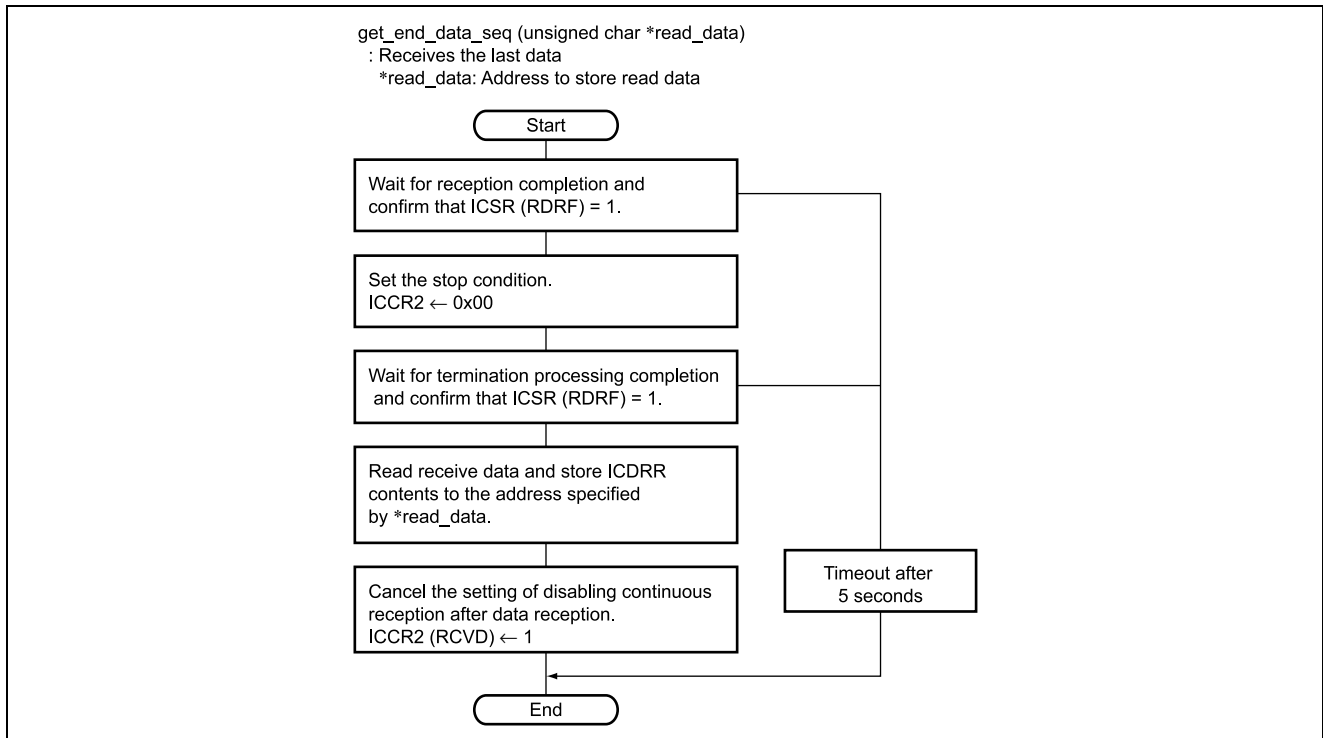 get_end_data_seq (unsigned char *read_data)
: Receives the last data
*read_data: Address to store read data
Start
Wait for reception completion and
confirm that ICSR (RDRF) = 1.
Set the stop condition.
ICCR2 ← 0x00
Wait for termination processing completion
and confirm that ICSR (RDRF) = 1.
Read receive data and store ICDRR
contents to the address specified
by *read_data.
Timeout after
5 seconds
Cancel the setting of disabling continuous
reception after data reception.
ICCR2 (RCVD) ← 1
End